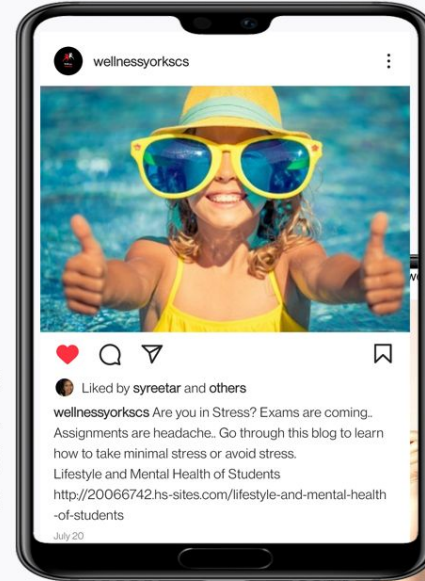 wellnessyorkscs
Liked by syreetar and others
wellnessyorkscs Are you in Stress? Exams are coming..
Assignments are headache.. Go through this blog to learn
how to take minimal stress or avoid stress.
Lifestyle and Mental Health of Students
http://20066742.hs-sites.com/lifestyle-and-mental-health
-of-students
July 20